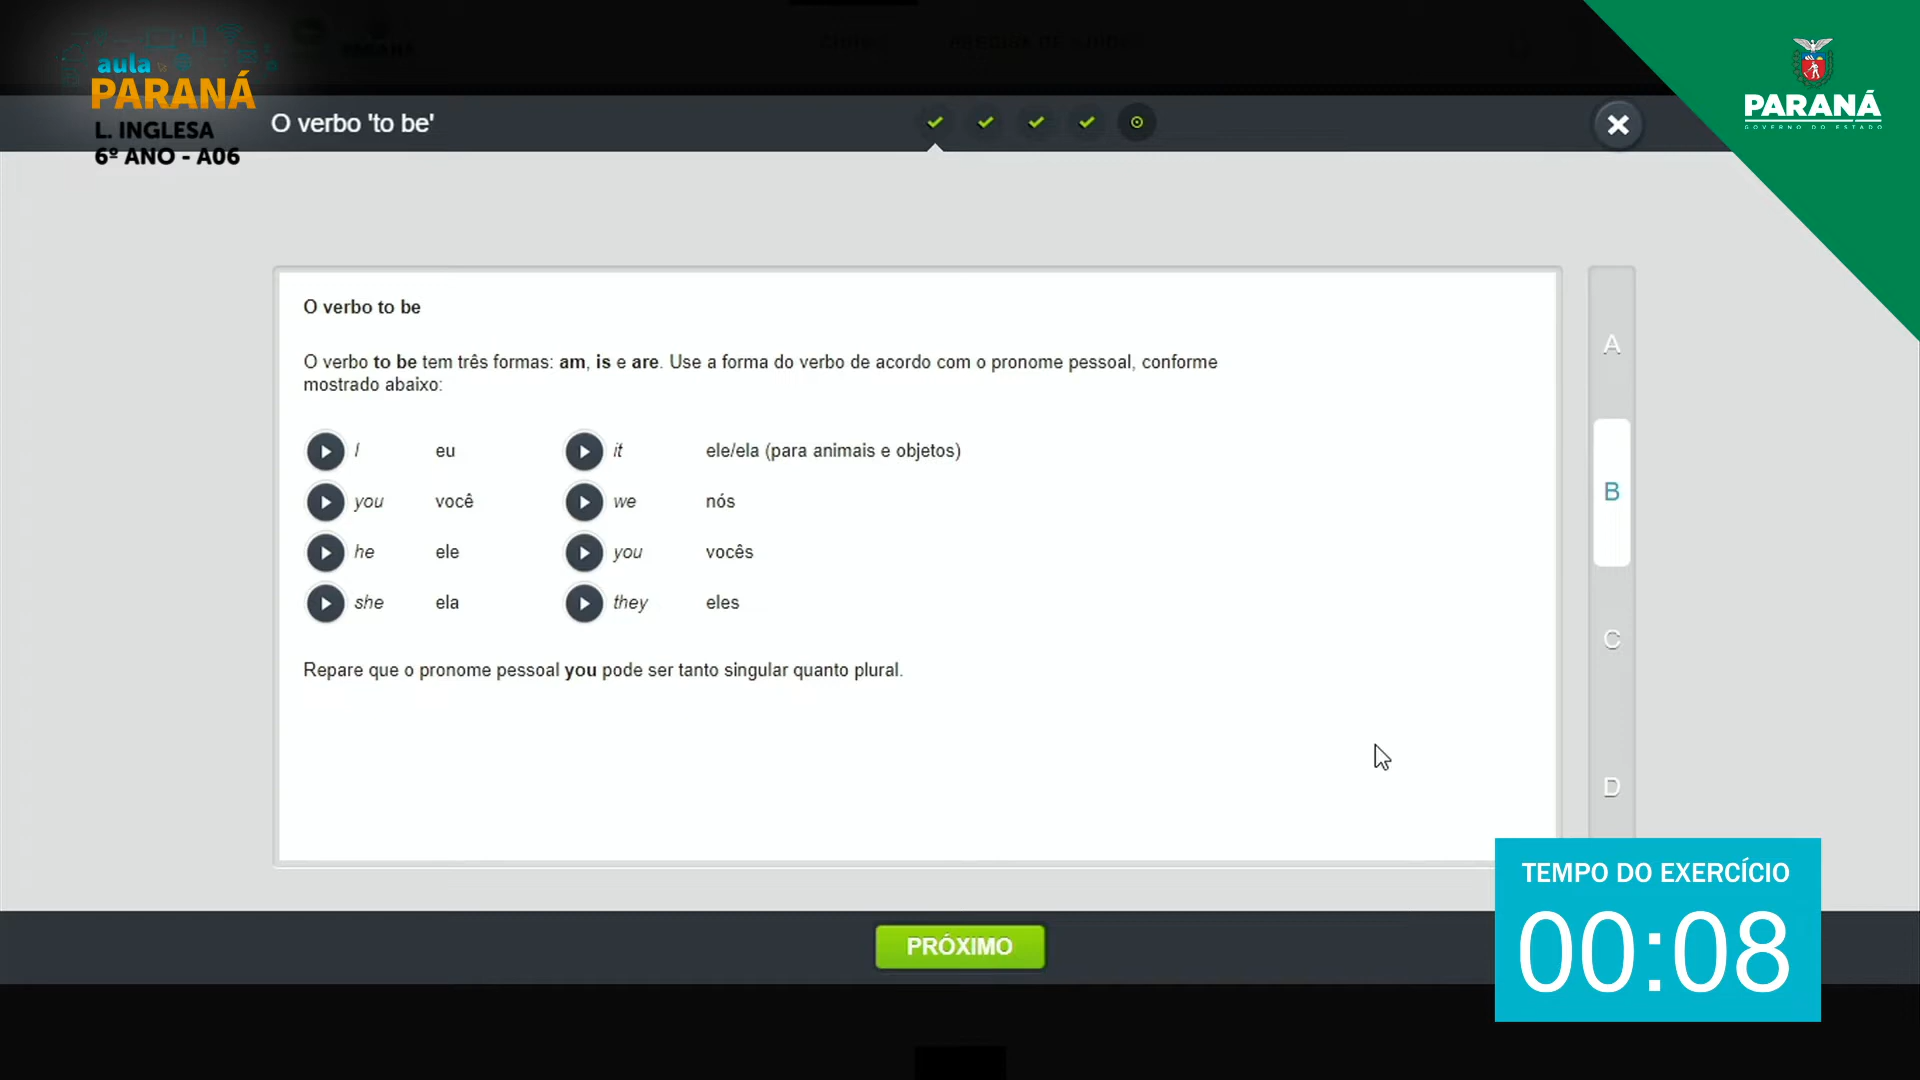 aula
PARANÁ
L. INGLESA
6º ANO - A06
O verbo 'to be'
PARANÁ
GOVERNO DO ESTADO
O verbo to be
O verbo to be tem três formas: am, is e are. Use a forma do verbo de acordo com o pronome pessoal, conforme
mostrado abaixo:
I eu it ele/ela (para animais e objetos)
you você we nós
he ele you vocês
she ela they eles
Repare que o pronome pessoal you pode ser tanto singular quanto plural.
A
B
C
D
PRÓXIMO
TEMPO DO EXERCÍCIO
00:08